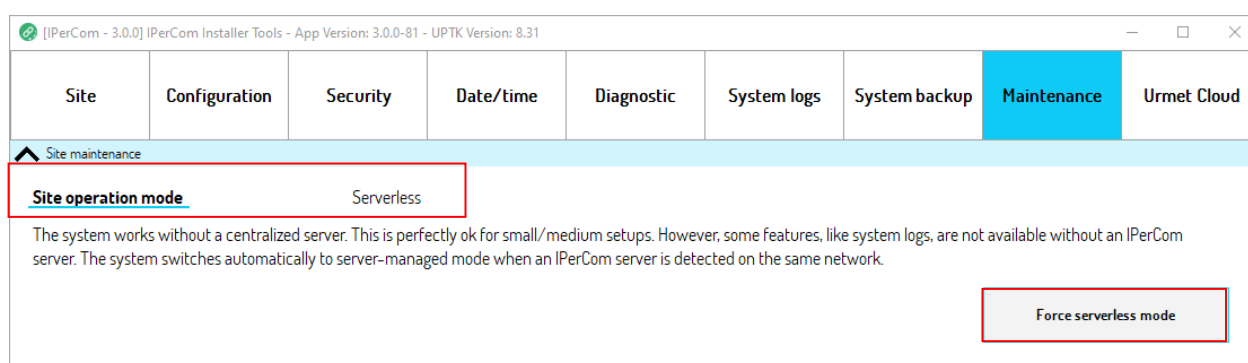 [IPerCom - 3.0.0] IPerCom Installer Tools - App Version: 3.0.0-81 - UPTK Version: 8.31
Site Configuration Security Date/time Diagnostic System logs System backup Maintenance Urmet Cloud
Site maintenance
Site operation mode Serverless
The system works without a centralized server. This is perfectly ok for small/medium setups. However, some features, like system logs, are not available without an IPerCom
server. The system switches automatically to server-managed mode when an IPerCom server is detected on the same network.
Force serverless mode